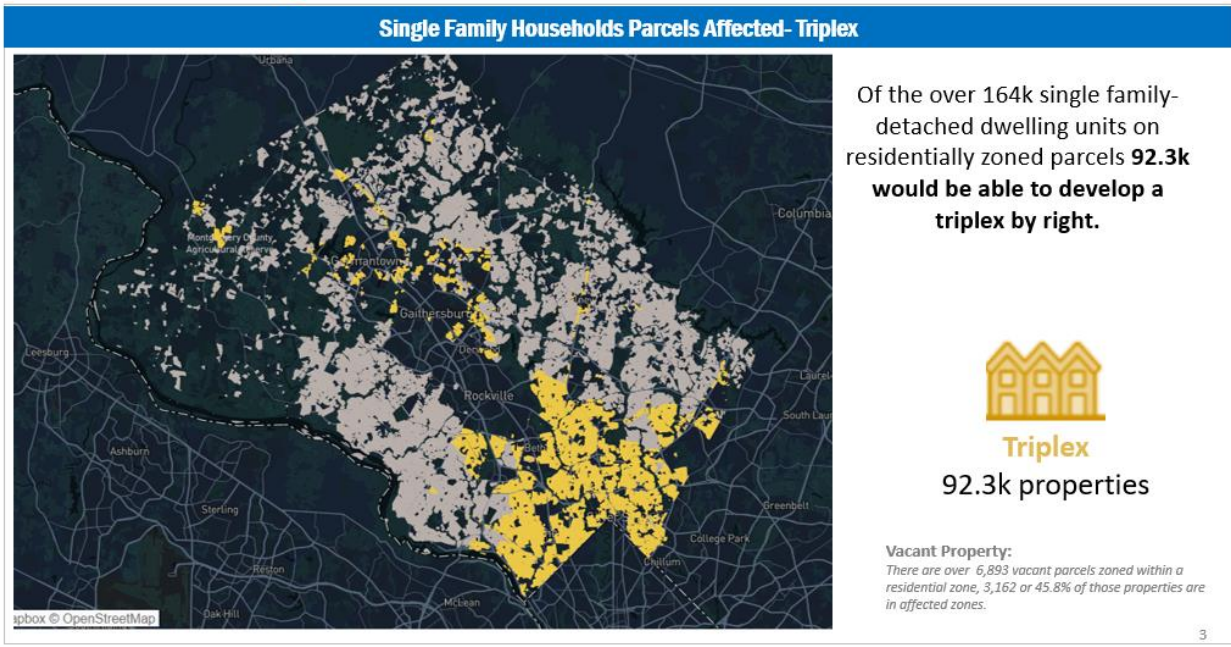 Single Family Households Parcels Affected- Triplex
Urbana
Columbia
Montgomery County
Agricultural Reserve
Germantown
Gaithersburg
Leesburg
Laurel
Rockville
South Lau
Ashburn
Beth
Sterling
Greenbelt
College Park
Chillum
Reston
McLean
Oak Hill
apbox © OpenStreetMap
Of the over 164k single family-
detached dwelling units on
residentially zoned parcels 92.3k
would be able to develop a
triplex by right.
Triplex
92.3k properties
Vacant Property:
There are over 6,893 vacant parcels zoned within a
residential zone, 3,162 or 45.8% of those properties are
in affected zones.
3